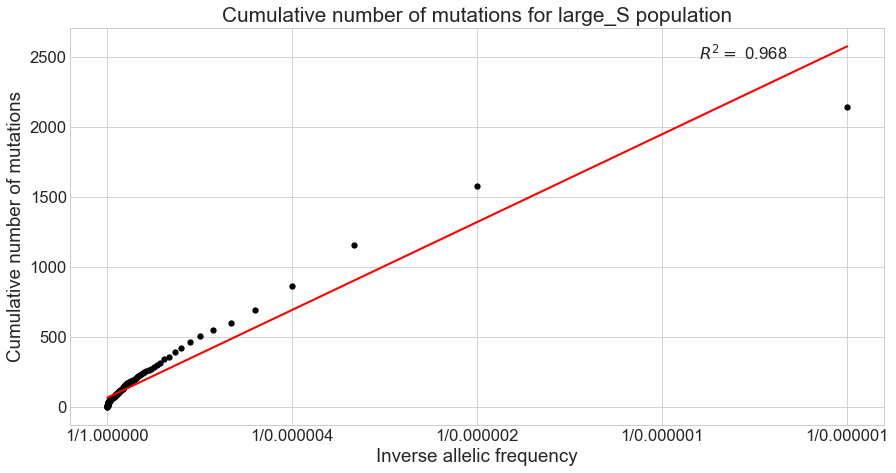 Cumulative number of mutations for large_S population
R² = 0.968
Cumulative number of mutations
2500
2000
1500
1000
500
0
1/1.000000 1/0.000004 1/0.000002 1/0.000001 1/0.000001
Inverse allelic frequency